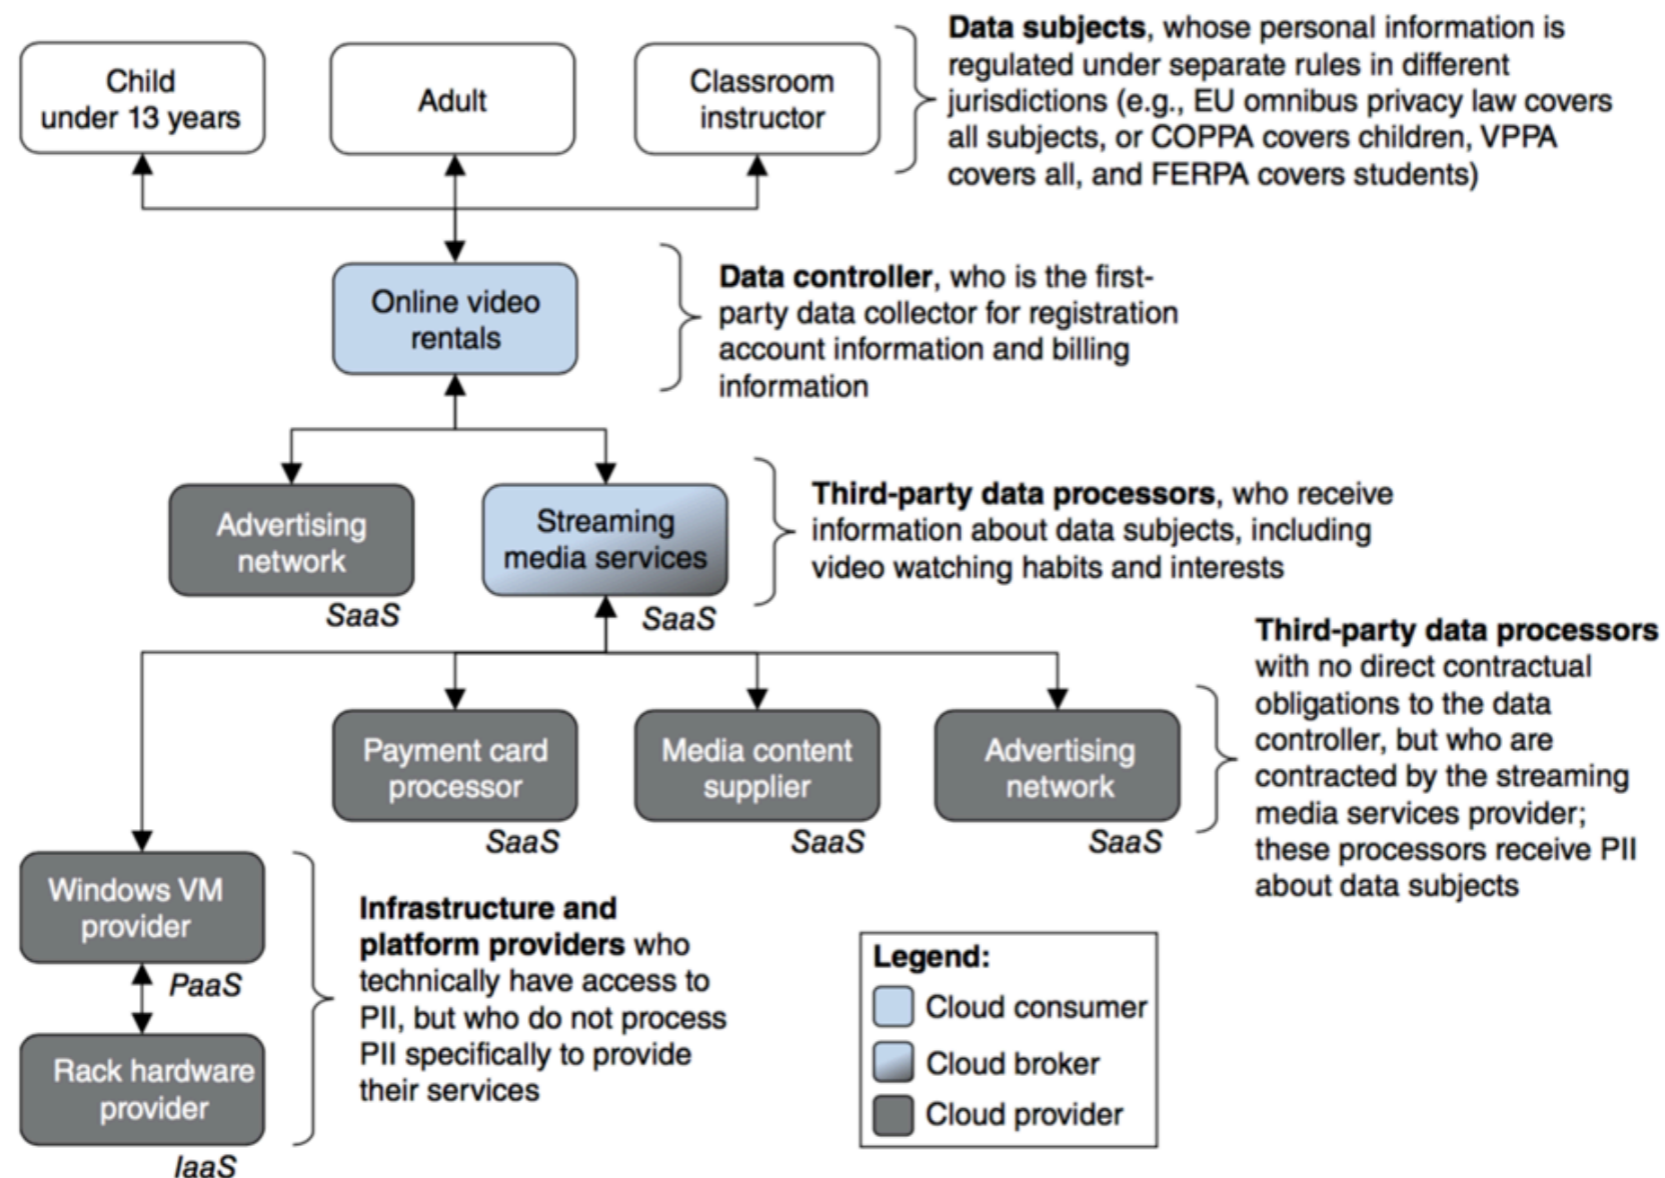 Child
under 13 years
Adult
Classroom
instructor
Data subjects, whose personal information is
regulated under separate rules in different
jurisdictions (e.g., EU omnibus privacy law covers
all subjects, or COPPA covers children, VPPA
covers all, and FERPA covers students)
Online video
rentals
Data controller, who is the first-
party data collector for registration
account information and billing
information
Advertising
network
SaaS
Streaming
media services
SaaS
Third-party data processors, who receive
information about data subjects, including
video watching habits and interests
Payment card
processor
SaaS
Media content
supplier
SaaS
Advertising
network
SaaS
Third-party data processors
with no direct contractual
obligations to the data
controller, but who are
contracted by the streaming
media services provider;
these processors receive PII
about data subjects
Windows VM
provider
PaaS
Rack hardware
provider
IaaS
Infrastructure and
platform providers who
technically have access to
PII, but who do not process
PII specifically to provide
their services
Legend:
Cloud consumer
Cloud broker
Cloud provider